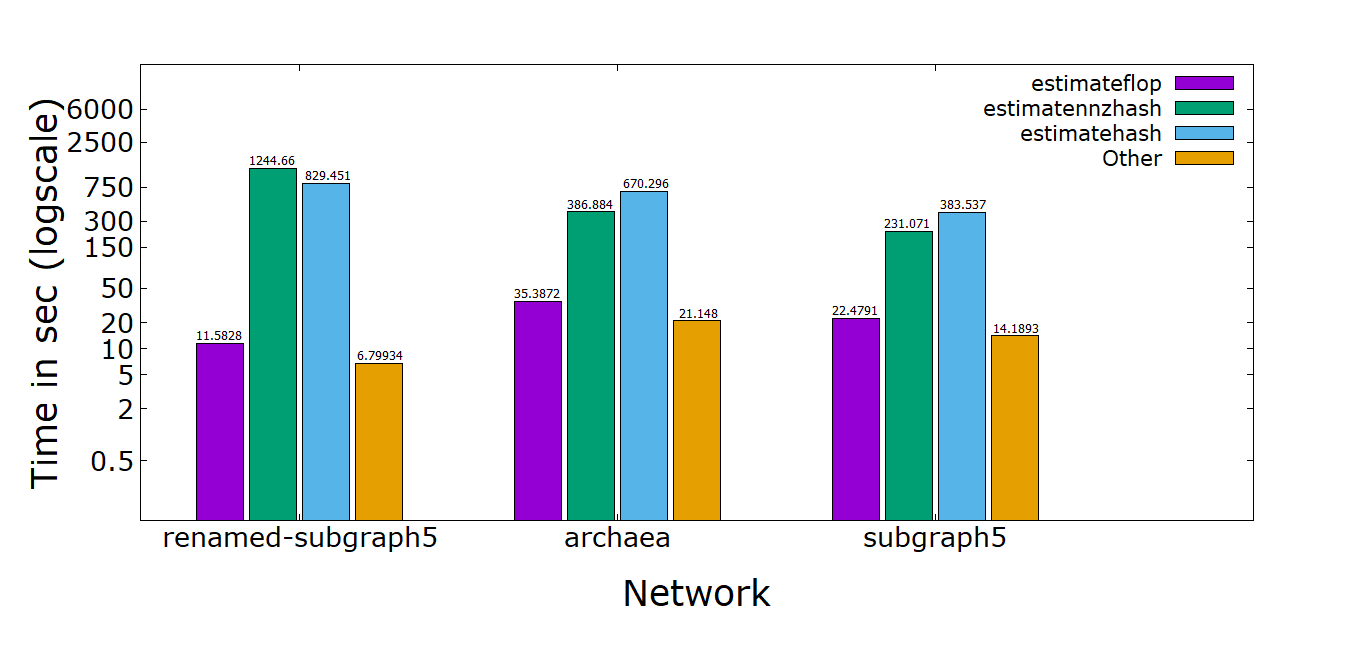 estimateflop
estimatennzhash
estimatehash
Other
Time in sec (logscale)
6000
2500
750
300
150
50
20
10
5
2
0.5
11.5828
1244.66
829.451
6.79934
35.3872
386.884
670.296
21.148
22.4791
231.071
383.537
14.1893
renamed-subgraph5
archaea
subgraph5
Network